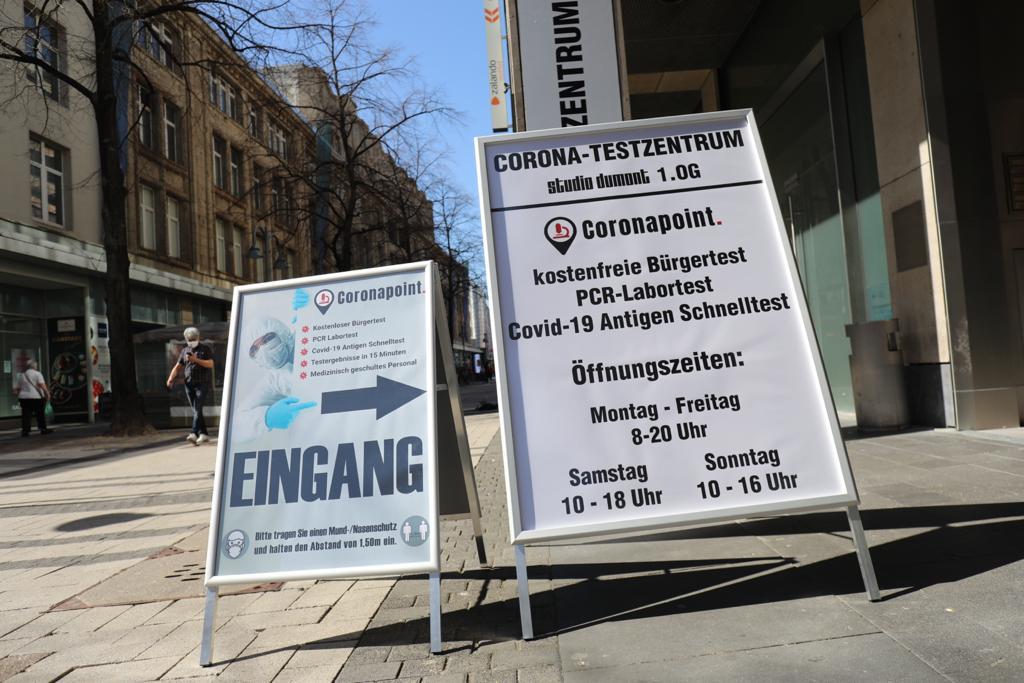 zalando
ZENTRUM
CORONA-TESTZENTRUM
studio dumont 1.OG
Coronapoint.
kostenfreie Bürgertest
PCR-Labortest
Covid-19 Antigen Schnelltest
Öffnungszeiten:
Montag - Freitag
8-20 Uhr
Samstag
10 - 18 Uhr
Sonntag
10 - 16 Uhr
Coronapoint.
Kostenloser Bürgertest
PCR Labortest
Covid-19 Antigen Schnelltest
Testergebnisse in 15 Minuten
Medizinisch geschultes Personal
EINGANG
Bitte tragen Sie einen Mund-/Nasenschutz
und halten den Abstand von 1,50m ein.